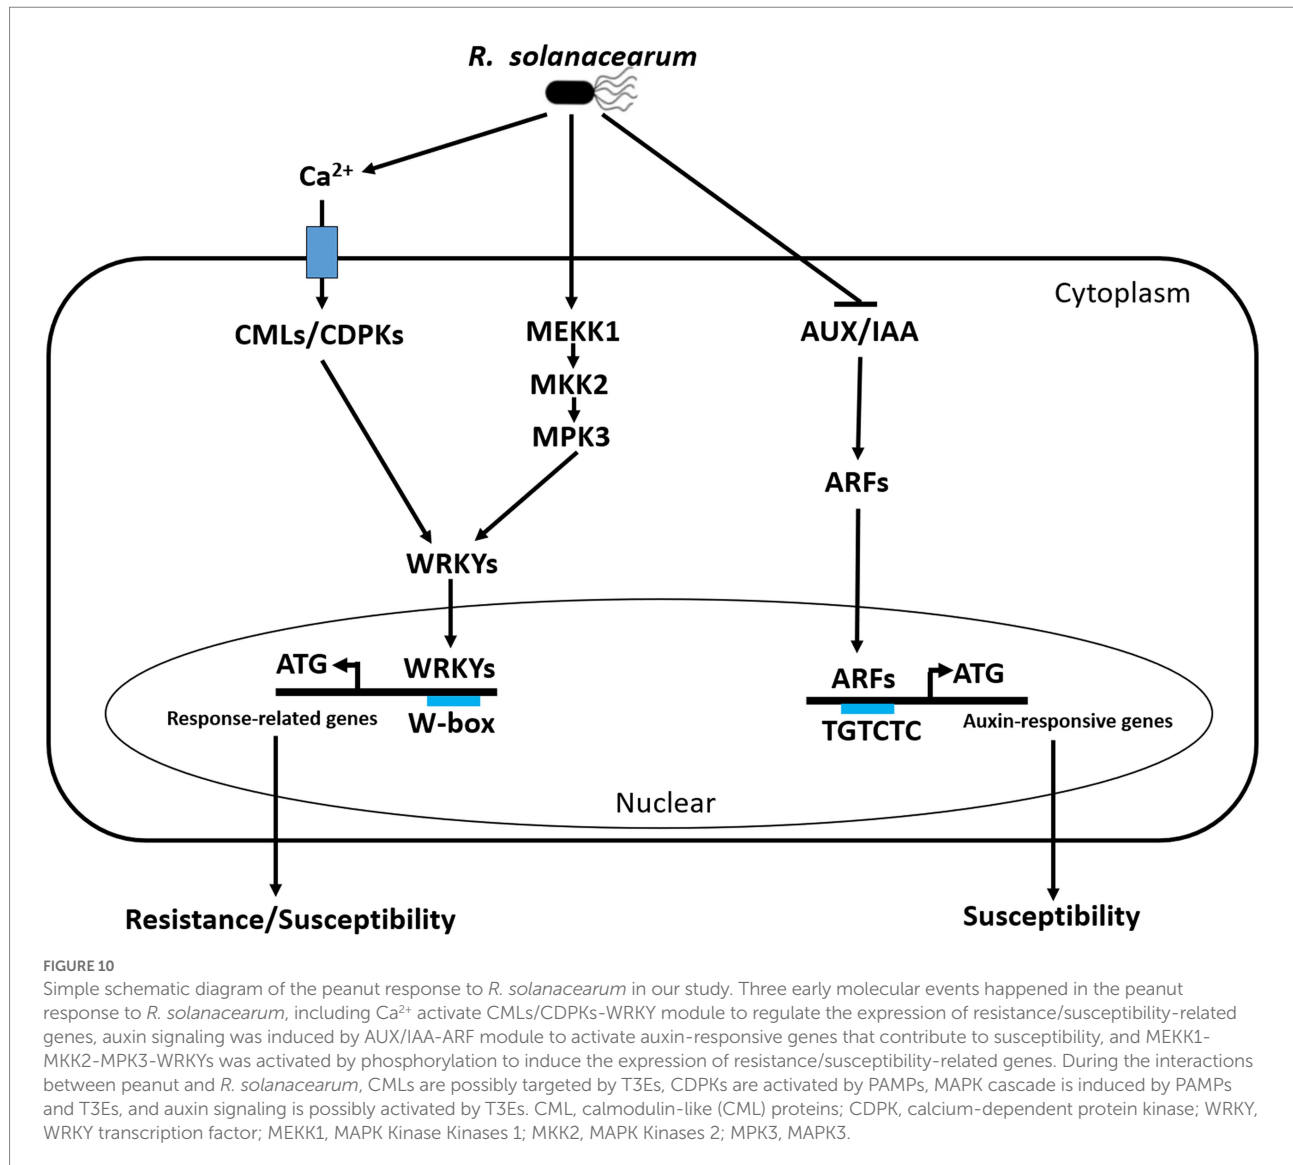 R. solanacearum
Ca²⁺
Cytoplasm
CMLs/CDPKs
MEKK1
AUX/IAA
MKK2
MPK3
ARFs
WRKYs
ATG
WRKYs
ARFs
ATG
Response-related genes
W-box
TGTCTC
Auxin-responsive genes
Nuclear
Resistance/Susceptibility
Susceptibility
FIGURE 10
Simple schematic diagram of the peanut response to R. solanacearum in our study. Three early molecular events happened in the peanut
response to R. solanacearum, including Ca²⁺ activate CMLs/CDPKs-WRKY module to regulate the expression of resistance/susceptibility-related
genes, auxin signaling was induced by AUX/IAA-ARF module to activate auxin-responsive genes that contribute to susceptibility, and MEKK1-
MKK2-MPK3-WRKYs was activated by phosphorylation to induce the expression of resistance/susceptibility-related genes. During the interactions
between peanut and R. solanacearum, CMLs are possibly targeted by T3Es, CDPKs are activated by PAMPs, MAPK cascade is induced by PAMPs
and T3Es, and auxin signaling is possibly activated by T3Es. CML, calmodulin-like (CML) proteins; CDPK, calcium-dependent protein kinase; WRKY,
WRKY transcription factor; MEKK1, MAPK Kinase Kinases 1; MKK2, MAPK Kinases 2; MPK3, MAPK3.